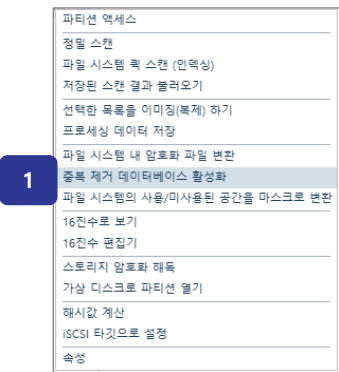 파티션 액세스
정밀 스캔
파일 시스템 퀵 스캔 (인덱싱)
저장된 스캔 결과 불러오기
선택한 목록을 이미징(복제) 하기
프로세싱 데이터 저장
파일 시스템 내 암호화 파일 변환
1
중복 제거 데이터베이스 활성화
파일 시스템의 사용/미사용된 공간을 마스크로 변환
16진수로 보기
16진수 편집기
스토리지 암호화 해독
가상 디스크로 파티션 열기
해시값 계산
iSCSI 타깃으로 설정
속성